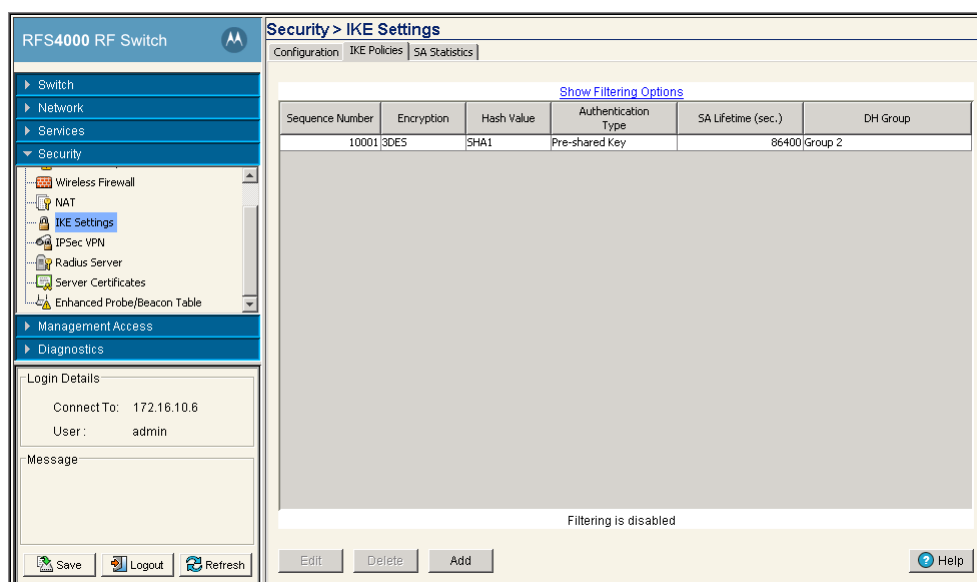 RFS4000 RF Switch
Switch
Network
Services
Security
Wireless Firewall
NAT
IKE Settings
IPSec VPN
Radius Server
Server Certificates
Enhanced Probe/Beacon Table
Management Access
Diagnostics
Login Details
Connect To: 172.16.10.6
User : admin
Message
Save Logout Refresh
Security > IKE Settings
Configuration IKE Policies SA Statistics
Show Filtering Options
Sequence Number Encryption Hash Value Authentication Type SA Lifetime (sec.) DH Group
10001 3DES SHA1 Pre-shared Key 86400 Group 2
Filtering is disabled
Edit Delete Add Help